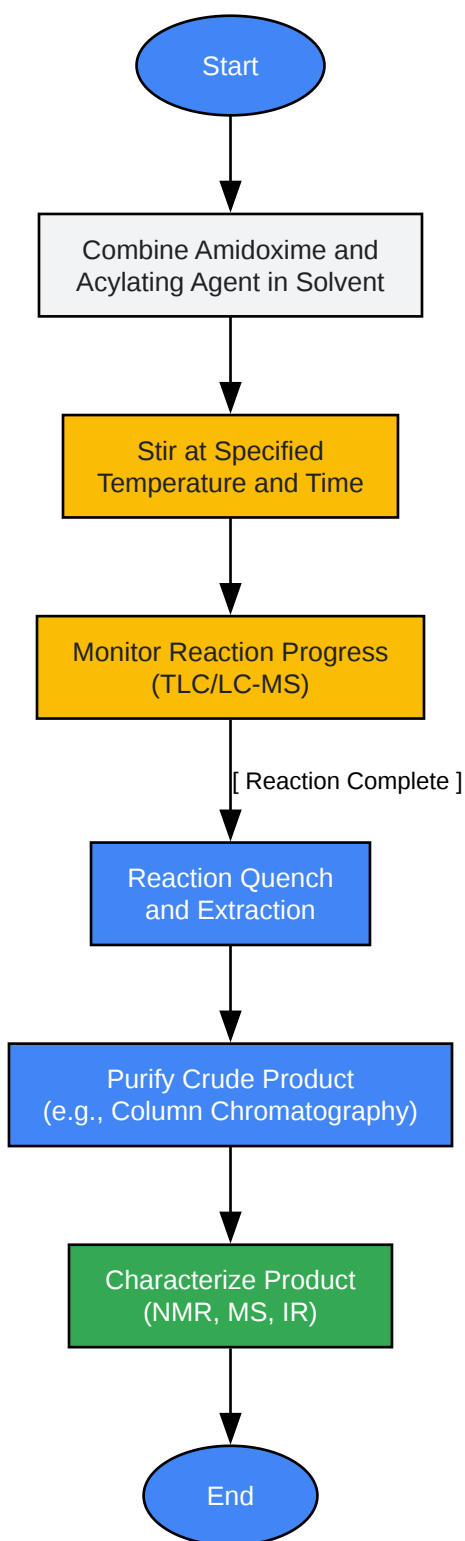 Start
Combine Amidoxime and
Acylating Agent in Solvent
Stir at Specified
Temperature and Time
Monitor Reaction Progress
(TLC/LC-MS)
[ Reaction Complete ]
Reaction Quench
and Extraction
Purify Crude Product
(e.g., Column Chromatography)
Characterize Product
(NMR, MS, IR)
End